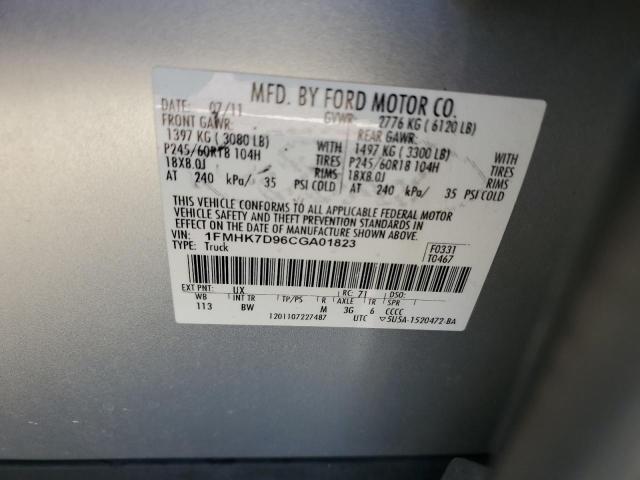 MFD. BY FORD MOTOR CO.
DATE: 07/11 GVWR: 2776 KG ( 6120 LB)
FRONT GAWR: REAR GAWR:
1397 KG ( 3080 LB) 1497 KG ( 3300 LB)
P245/60R18 104H WITH TIRES P245/60R18 104H WITH TIRES
18X8.0J RIMS 18X8.0J RIMS
AT 240 kPa/ 35 PSI COLD AT 240 kPa/ 35 PSI COLD
THIS VEHICLE CONFORMS TO ALL APPLICABLE FEDERAL MOTOR
VEHICLE SAFETY AND THEFT PREVENTION STANDARDS IN
EFFECT ON THE DATE OF MANUFACTURE SHOWN ABOVE.
VIN: 1FMHK7D96CGA01823 F0331
TYPE: Truck T0467
EXT PNT: UX RC: 71 DSO:
WB INT TR TP/PS R AXLE TR SPR
113 BW M 3G 6 CCCC
1201107227487 UTC ▽5U5A-1520472-BA